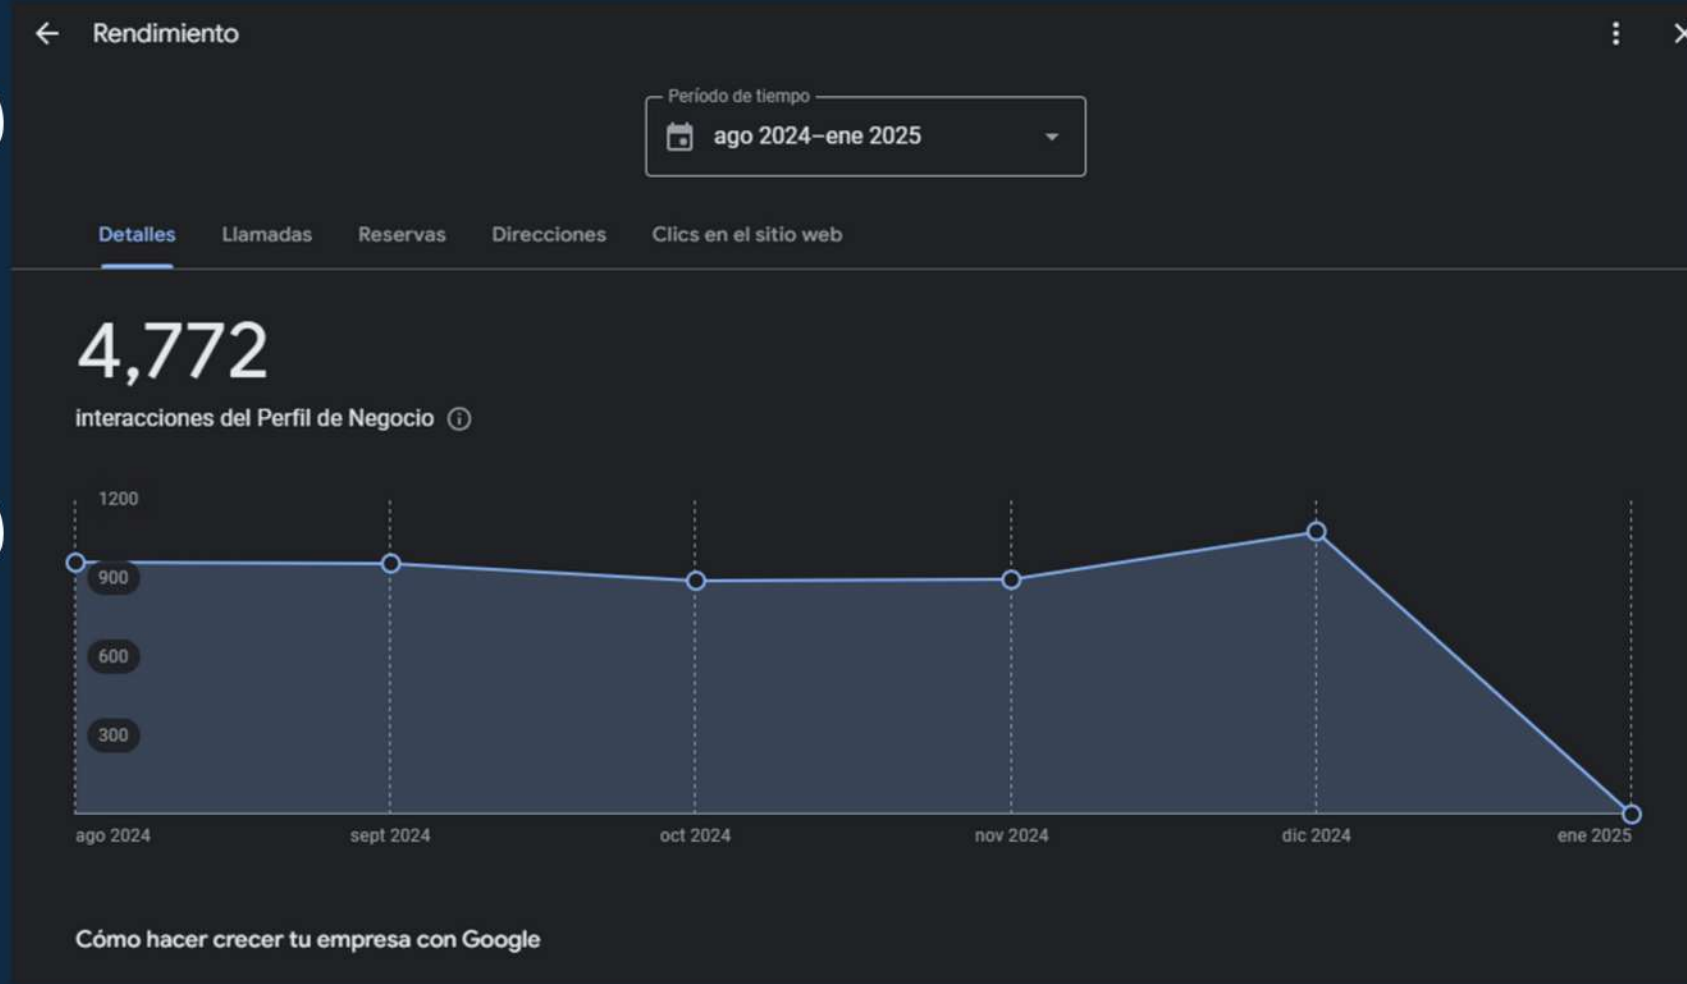 Rendimiento
Período de tiempo
ago 2024–ene 2025
Detalles Llamadas Reservas Direcciones Clics en el sitio web
4,772
interacciones del Perfil de Negocio
1200
900
600
300
ago 2024 sept 2024 oct 2024 nov 2024 dic 2024 ene 2025
Cómo hacer crecer tu empresa con Google